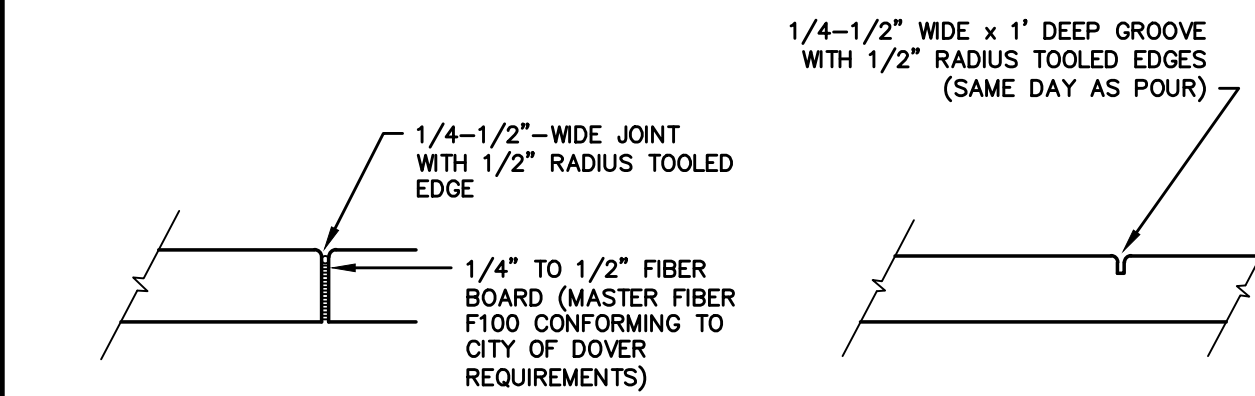 1/4-1/2" WIDE x 1' DEEP GROOVE
WITH 1/2" RADIUS TOOLED EDGES
(SAME DAY AS POUR)
1/4-1/2"-WIDE JOINT
WITH 1/2" RADIUS TOOLED
EDGE
1/4" TO 1/2" FIBER
BOARD (MASTER FIBER
F100 CONFORMING TO
CITY OF DOVER
REQUIREMENTS)